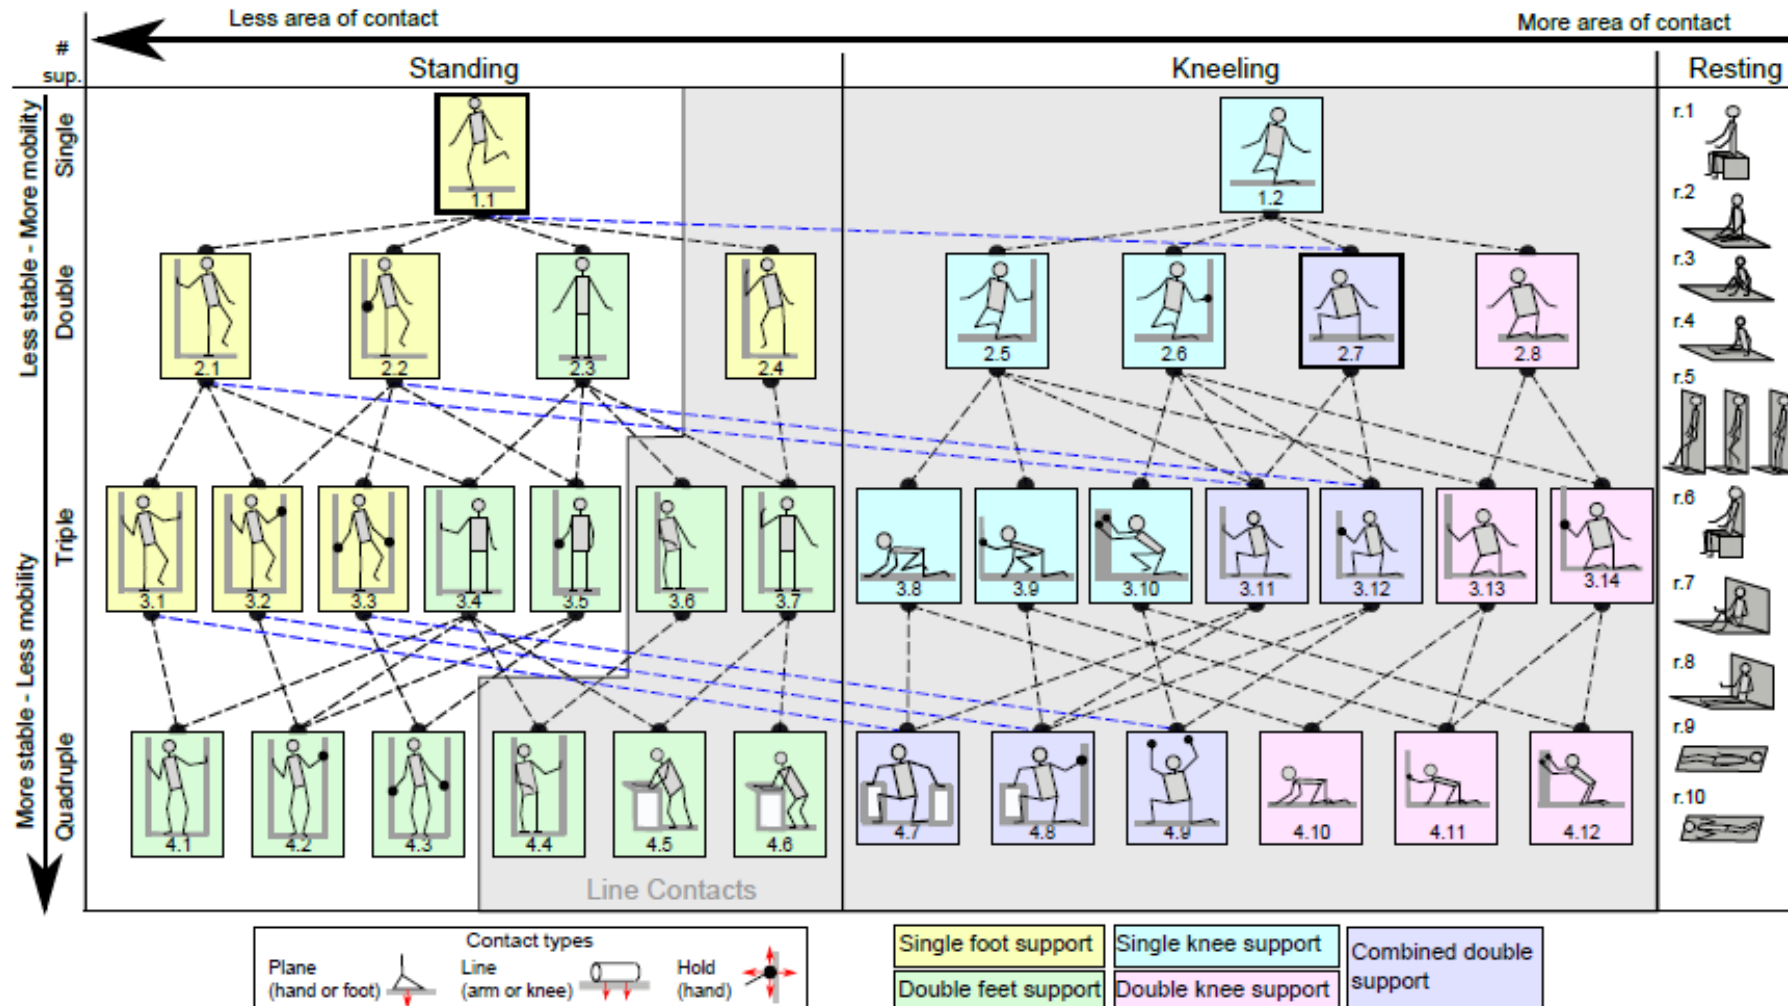 Less area of contact
More area of contact
#
sup.
Standing
Kneeling
Resting
Less stable - More mobility
More stable - Less mobility
Single
1.1
1.2
r.1
r.2
Double
2.1
2.2
2.3
2.4
2.5
2.6
2.7
2.8
r.3
r.4
r.5
Triple
3.1
3.2
3.3
3.4
3.5
3.6
3.7
3.8
3.9
3.10
3.11
3.12
3.13
3.14
r.6
r.7
r.8
Quadruple
4.1
4.2
4.3
4.4
4.5
4.6
4.7
4.8
4.9
4.10
4.11
4.12
r.9
r.10
Line Contacts
Contact types
Plane
(hand or foot)
Line
(arm or knee)
Hold
(hand)
Single foot support
Single knee support
Combined double
support
Double feet support
Double knee support